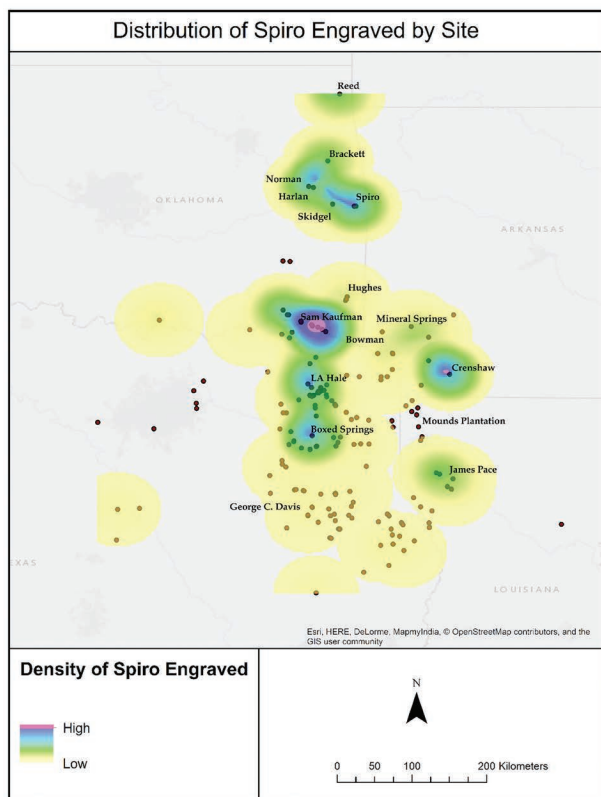 Distribution of Spiro Engraved by Site
Reed
Brackett
Norman
Harlan
Spiro
Skidgel
OKLAHOMA
ARKANSAS
Hughes
Sam Kaufman
Mineral Springs
Bowman
Crenshaw
LA Hale
Mounds Plantation
Boxed Springs
James Pace
George C. Davis
EXAS
LOUISIANA
Esri, HERE, DeLorme, MapmyIndia, © OpenStreetMap contributors, and the
GIS user community
Density of Spiro Engraved
High
Low
N
0 50 100 200 Kilometers